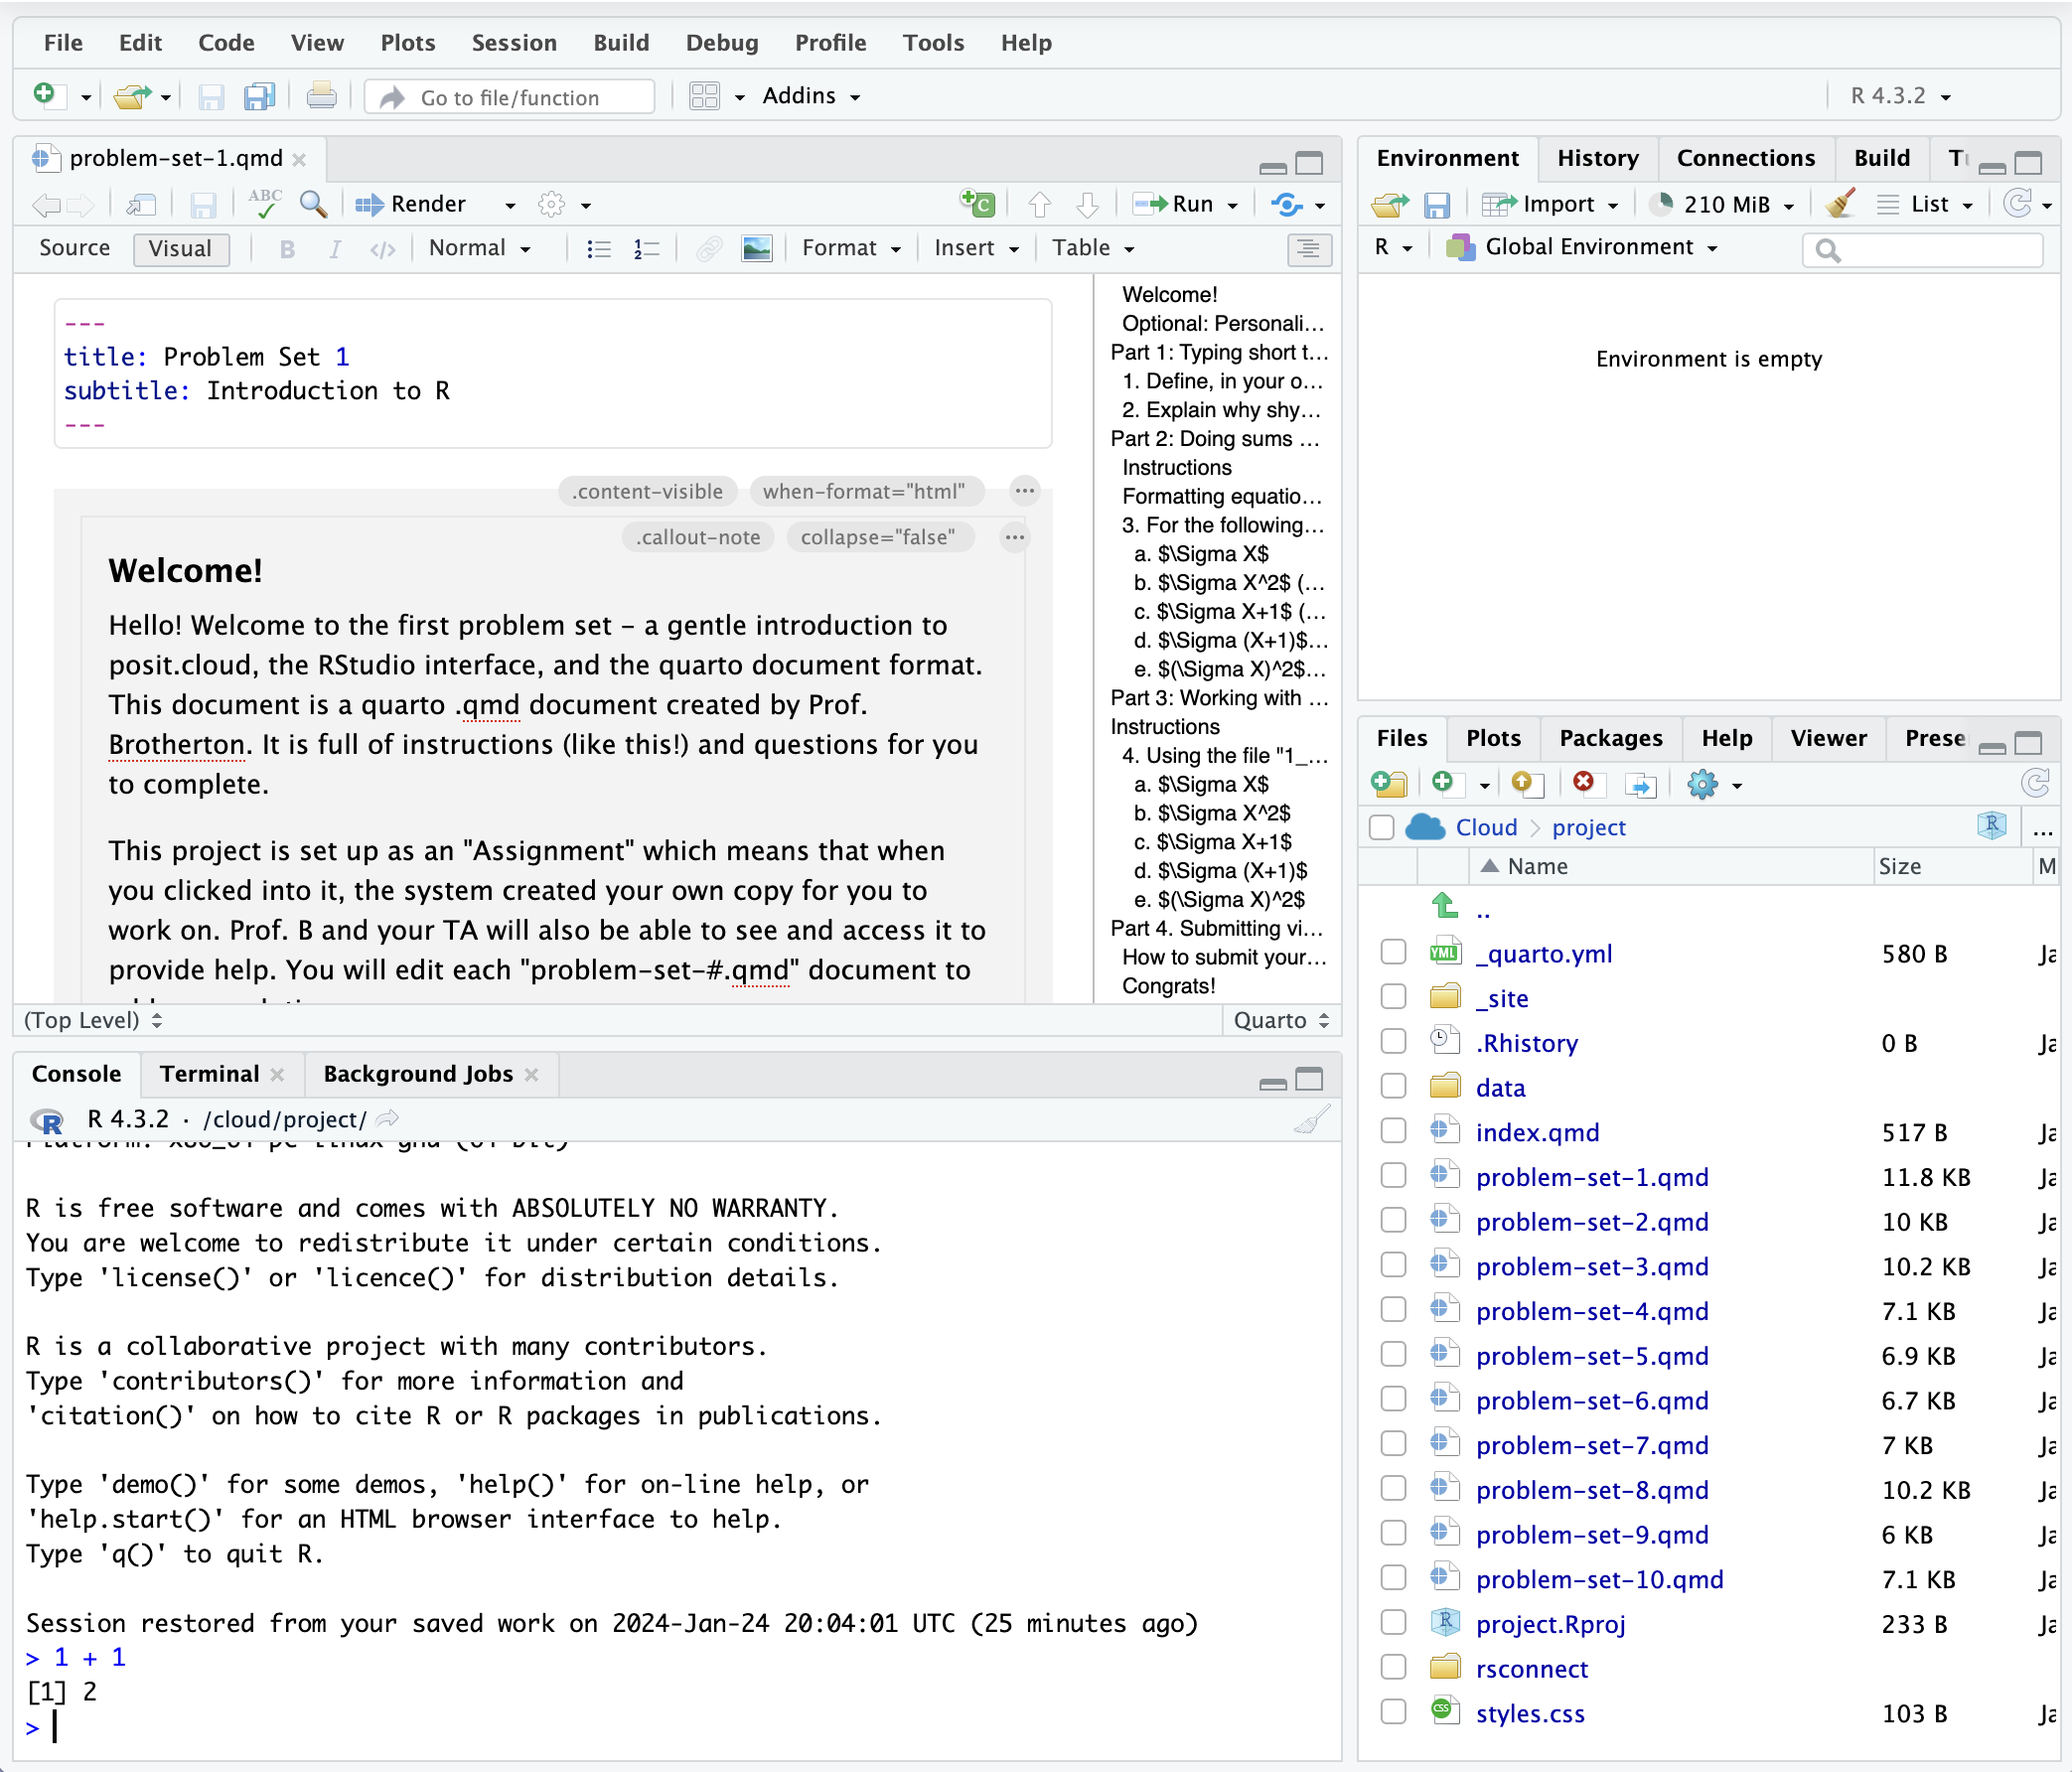 File Edit Code View Plots Session Build Debug Profile Tools Help
Go to file/function Addins R 4.3.2
problem-set-1.qmd
ABC Render Run
Source Visual B I </> Normal Format Insert Table
---
title: Problem Set 1
subtitle: Introduction to R
---
.content-visible when-format="html" ...
.callout-note collapse="false" ...
Welcome!
Hello! Welcome to the first problem set – a gentle introduction to
posit.cloud, the RStudio interface, and the quarto document format.
This document is a quarto .qmd document created by Prof.
Brotherton. It is full of instructions (like this!) and questions for you
to complete.
This project is set up as an "Assignment" which means that when
you clicked into it, the system created your own copy for you to
work on. Prof. B and your TA will also be able to see and access it to
provide help. You will edit each "problem-set-#.qmd" document to
Welcome!
Optional: Personali...
Part 1: Typing short t...
1. Define, in your o...
2. Explain why shy...
Part 2: Doing sums ...
Instructions
Formatting equatio...
3. For the following...
a. $\Sigma X$
b. $\Sigma X^2$ (...
c. $\Sigma X+1$ (...
d. $\Sigma (X+1)$...
e. $(\Sigma X)^2$...
Part 3: Working with ...
Instructions
4. Using the file "1_...
a. $\Sigma X$
b. $\Sigma X^2$
c. $\Sigma X+1$
d. $\Sigma (X+1)$
e. $(\Sigma X)^2$
Part 4. Submitting vi...
How to submit your...
Congrats!
(Top Level) Quarto
Console Terminal Background Jobs
R 4.3.2 · /cloud/project/
Platform: x86_64-pc-linux-gnu (64-bit)
R is free software and comes with ABSOLUTELY NO WARRANTY.
You are welcome to redistribute it under certain conditions.
Type 'license()' or 'licence()' for distribution details.
R is a collaborative project with many contributors.
Type 'contributors()' for more information and
'citation()' on how to cite R or R packages in publications.
Type 'demo()' for some demos, 'help()' for on-line help, or
'help.start()' for an HTML browser interface to help.
Type 'q()' to quit R.
Session restored from your saved work on 2024-Jan-24 20:04:01 UTC (25 minutes ago)
> 1 + 1
[1] 2
>
Environment History Connections Build
Import 210 MiB List
R Global Environment
Environment is empty
Files Plots Packages Help Viewer Prese
Cloud project R ...
Name Size M
..
YML _quarto.yml 580 B Ja
_site
.Rhistory 0 B Ja
data
index.qmd 517 B Ja
problem-set-1.qmd 11.8 KB Ja
problem-set-2.qmd 10 KB Ja
problem-set-3.qmd 10.2 KB Ja
problem-set-4.qmd 7.1 KB Ja
problem-set-5.qmd 6.9 KB Ja
problem-set-6.qmd 6.7 KB Ja
problem-set-7.qmd 7 KB Ja
problem-set-8.qmd 10.2 KB Ja
problem-set-9.qmd 6 KB Ja
problem-set-10.qmd 7.1 KB Ja
R project.Rproj 233 B Ja
rsconnect
CSS styles.css 103 B Ja